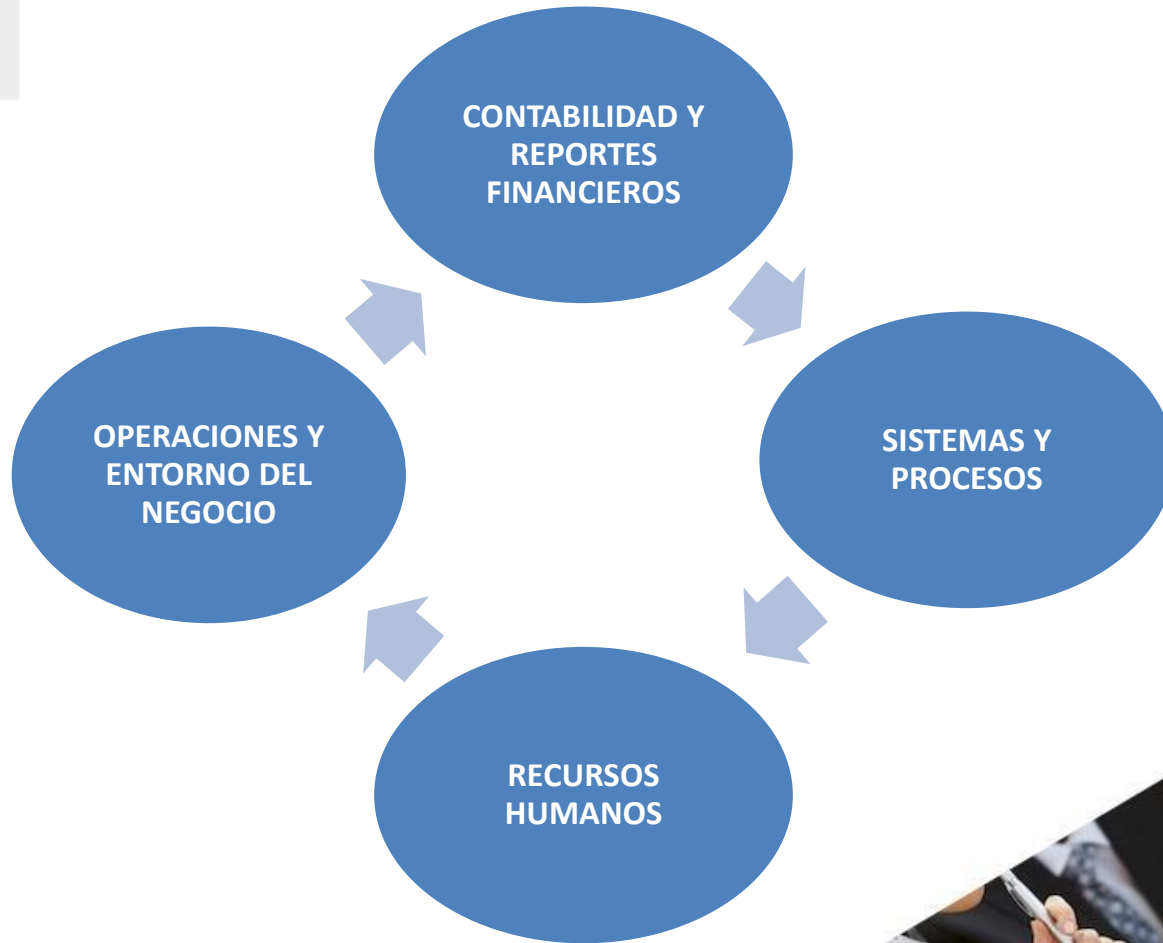 CONTABILIDAD Y
REPORTES
FINANCIEROS
SISTEMAS Y
PROCESOS
RECURSOS
HUMANOS
OPERACIONES Y
ENTORNO DEL
NEGOCIO